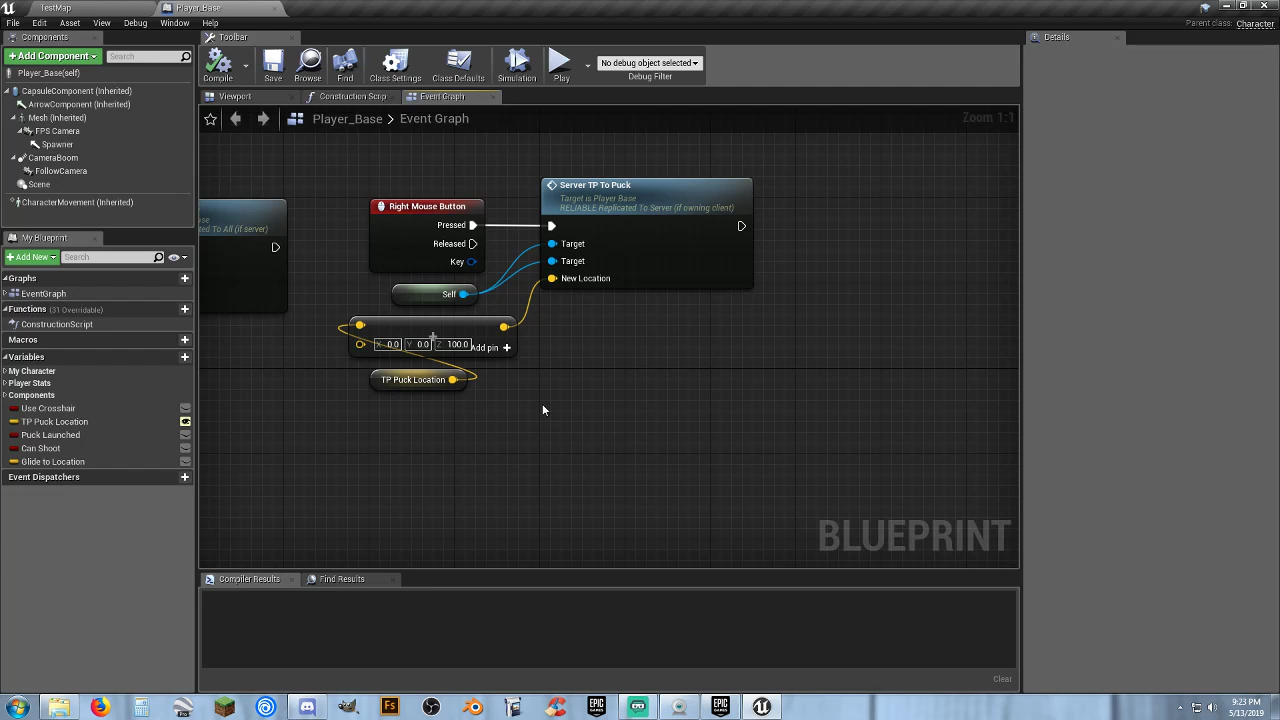 TestMap
Player_Base
File Edit Asset View Debug Window Help
Parent class: Character
Components
Toolbar
Details
Add Component
Search
Compile
Save
Browse
Find
Class Settings
Class Defaults
Simulation
Play
No debug object selected
Debug Filter
Player_Base(self)
CapsuleComponent (Inherited)
ArrowComponent (Inherited)
Mesh (Inherited)
FPS Camera
Spawner
CameraBoom
FollowCamera
Scene
CharacterMovement (Inherited)
Viewport
Construction Scrip
Event Graph
Player_Base > Event Graph
Zoom 1:1
My Blueprint
Add New
Search
Graphs
EventGraph
Functions (31 Overridable)
ConstructionScript
Macros
Variables
My Character
Player Stats
Components
Use Crosshair
TP Puck Location
Puck Launched
Can Shoot
Glide to Location
Event Dispatchers
ed To All (if server)
Right Mouse Button
Pressed
Released
Key
Self
X 0.0 Y 0.0 Z 100.0 Add pin +
TP Puck Location
Server TP To Puck
Target is Player Base
RELIABLE Replicated To Server (if owning client)
Target
Target
New Location
BLUEPRINT
Compiler Results
Find Results
Clear
Pro
Fs
EPIC GAMES
EPIC GAMES
9:23 PM
5/13/2019